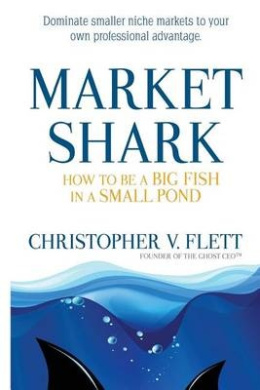 Dominate smaller niche markets to your
own professional advantage.
MARKET
SHARK
HOW TO BE A BIG FISH
IN A SMALL POND
CHRISTOPHER V. FLETT
FOUNDER OF THE GHOST CEO™